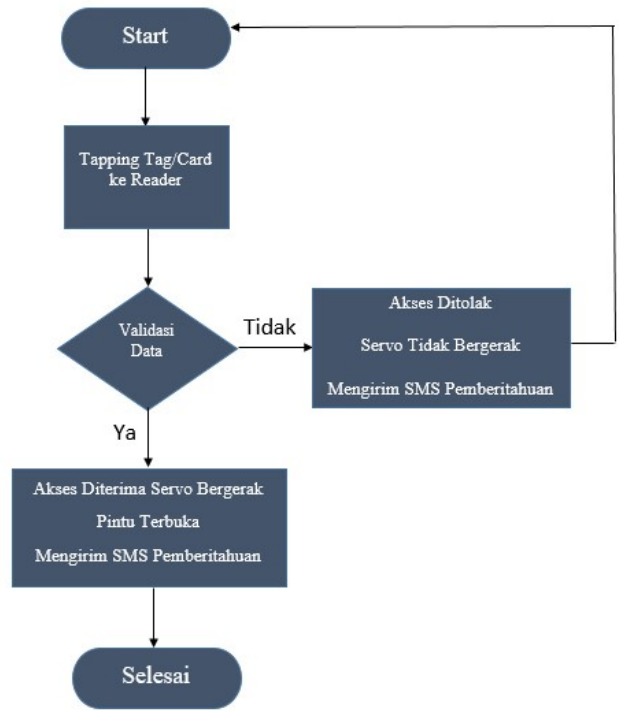 Start
Tapping Tag/Card
ke Reader
Validasi
Data
Tidak
Akses Ditolak
Servo Tidak Bergerak
Mengirim SMS Pemberitahuan
Ya
Akses Diterima Servo Bergerak
Pintu Terbuka
Mengirim SMS Pemberitahuan
Selesai